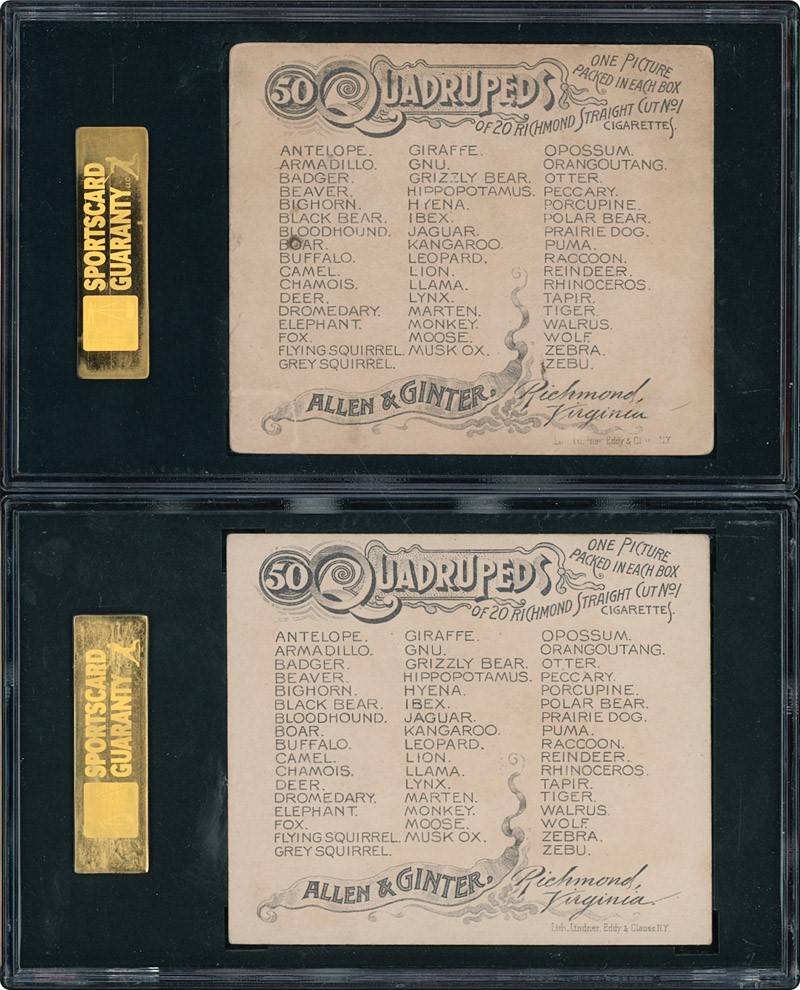 SPORTSCARD
GUARANTY LLC
50 QUADRUPEDS
ONE PICTURE
PACKED IN EACH BOX
OF 20 RICHMOND STRAIGHT CUT No 1
CIGARETTES.
ANTELOPE. GIRAFFE. OPOSSUM.
ARMADILLO. GNU. ORANGOUTANG.
BADGER. GRIZZLY BEAR. OTTER.
BEAVER. HIPPOPOTAMUS. PECCARY.
BIGHORN. HYENA. PORCUPINE.
BLACK BEAR. IBEX. POLAR BEAR.
BLOODHOUND. JAGUAR. PRAIRIE DOG.
BOAR. KANGAROO. PUMA.
BUFFALO. LEOPARD. RACCOON.
CAMEL. LION. REINDEER.
CHAMOIS. LLAMA. RHINOCEROS.
DEER. LYNX. TAPIR.
DROMEDARY. MARTEN. TIGER.
ELEPHANT. MONKEY. WALRUS.
FOX. MOOSE. WOLF.
FLYING SQUIRREL. MUSK OX. ZEBRA.
GREY SQUIRREL. ZEBU.
ALLEN & GINTER, Richmond,
Virginia
Eddy & N.Y.
SPORTSCARD
GUARANTY
50 QUADRUPEDS
ONE PICTURE
PACKED IN EACH BOX
OF 20 RICHMOND STRAIGHT CUT No 1
CIGARETTES.
ANTELOPE. GIRAFFE. OPOSSUM.
ARMADILLO. GNU. ORANGOUTANG.
BADGER. GRIZZLY BEAR. OTTER.
BEAVER. HIPPOPOTAMUS. PECCARY.
BIGHORN. HYENA. PORCUPINE.
BLACK BEAR. IBEX. POLAR BEAR.
BLOODHOUND. JAGUAR. PRAIRIE DOG.
BOAR. KANGAROO. PUMA.
BUFFALO. LEOPARD. RACCOON.
CAMEL. LION. REINDEER.
CHAMOIS. LLAMA. RHINOCEROS.
DEER. LYNX. TAPIR.
DROMEDARY. MARTEN. TIGER.
ELEPHANT. MONKEY. WALRUS.
FOX. MOOSE. WOLF.
FLYING SQUIRREL. MUSK OX. ZEBRA.
GREY SQUIRREL. ZEBU.
ALLEN & GINTER, Richmond,
Virginia.
Lith. Lindner, Eddy & Clauss N.Y.